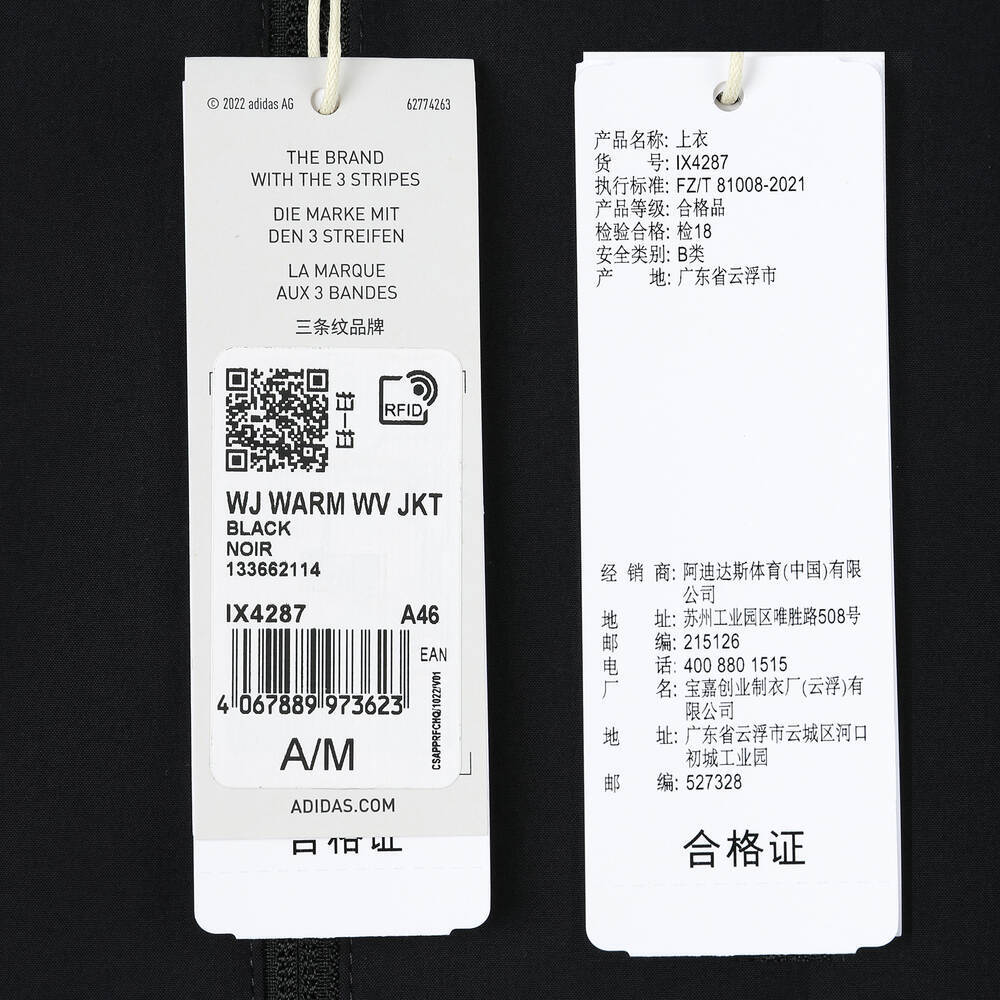 © 2022 adidas AG
62774263
THE BRAND
WITH THE 3 STRIPES
DIE MARKE MIT
DEN 3 STREIFEN
LA MARQUE
AUX 3 BANDES
三条纹品牌
扫一扫
RFID
WJ WARM WV JKT
BLACK
NOIR
133662114
IX4287 A46
EAN
4 067889 973623
CSAPPRFCHQ/1022/V01
A/M
ADIDAS.COM
合格证
产品名称: 上衣
货 号: IX4287
执行标准: FZ/T 81008-2021
产品等级: 合格品
检验合格: 检18
安全类别: B类
产 地: 广东省云浮市
经 销 商: 阿迪达斯体育(中国)有限
公司
地 址: 苏州工业园区唯胜路508号
邮 编: 215126
电 话: 400 880 1515
厂 名: 宝嘉创业制衣厂(云浮)有
限公司
地 址: 广东省云浮市云城区河口
初城工业园
邮 编: 527328
合格证